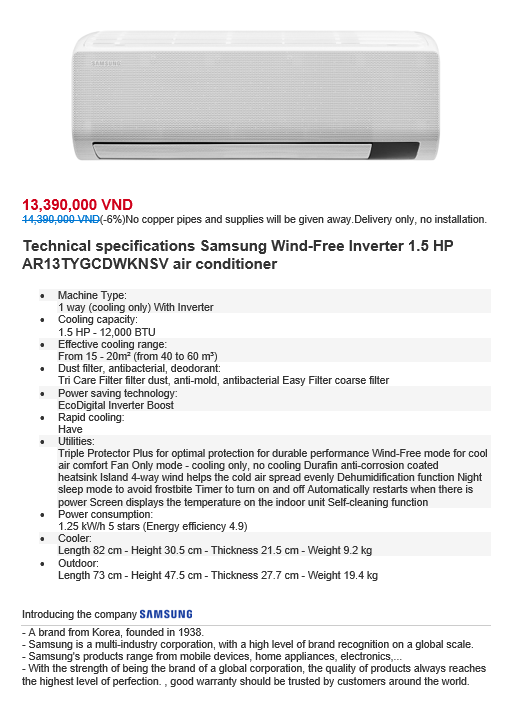 SAMSUNG
13,390,000 VND
14,390,000 VND(-6%)No copper pipes and supplies will be given away.Delivery only, no installation.
Technical specifications Samsung Wind-Free Inverter 1.5 HP
AR13TYGCDWKNSV air conditioner
• Machine Type:
1 way (cooling only) With Inverter
• Cooling capacity:
1.5 HP - 12,000 BTU
• Effective cooling range:
From 15 - 20m² (from 40 to 60 m³)
• Dust filter, antibacterial, deodorant:
Tri Care Filter filter dust, anti-mold, antibacterial Easy Filter coarse filter
• Power saving technology:
EcoDigital Inverter Boost
• Rapid cooling:
Have
• Utilities:
Triple Protector Plus for optimal protection for durable performance Wind-Free mode for cool
air comfort Fan Only mode - cooling only, no cooling Durafin anti-corrosion coated
heatsink Island 4-way wind helps the cold air spread evenly Dehumidification function Night
sleep mode to avoid frostbite Timer to turn on and off Automatically restarts when there is
power Screen displays the temperature on the indoor unit Self-cleaning function
• Power consumption:
1.25 kW/h 5 stars (Energy efficiency 4.9)
• Cooler:
Length 82 cm - Height 30.5 cm - Thickness 21.5 cm - Weight 9.2 kg
• Outdoor:
Length 73 cm - Height 47.5 cm - Thickness 27.7 cm - Weight 19.4 kg
Introducing the company SAMSUNG
- A brand from Korea, founded in 1938.
- Samsung is a multi-industry corporation, with a high level of brand recognition on a global scale.
- Samsung's products range from mobile devices, home appliances, electronics,...
- With the strength of being the brand of a global corporation, the quality of products always reaches
the highest level of perfection. , good warranty should be trusted by customers around the world.